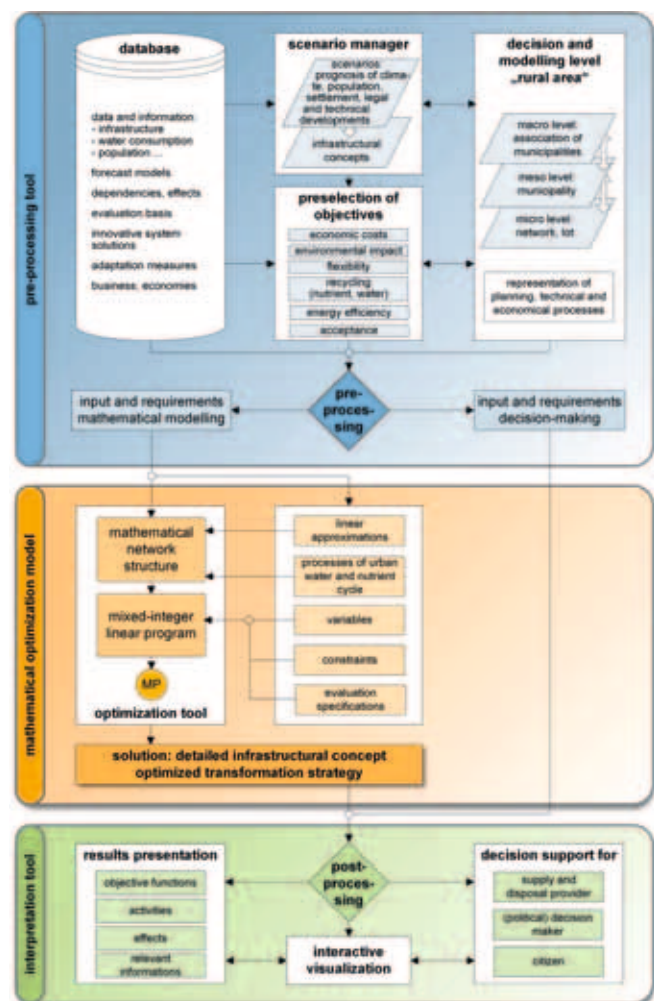 pre-processing tool
database
data and information:
- infrastructure
- water consumption
- population ...
forecast models
dependencies, effects
evaluation basis
innovative system
solutions
adaptation measures
business, economies
scenario manager
scenarios
prognosis of clima-
te, population,
settlement, legal
and technical
developments
infrastructural
concepts
preselection of
objectives
economic costs
environmental impact
flexibility
recycling
(nutrient, water)
energy efficiency
acceptance
decision and
modelling level
„rural area“
macro level:
association of
municipalities
meso level:
municipality
micro level:
network, lot
representation of
planning, technical and
economical processes
input and requirements
mathematical modelling
pre-
proces-
sing
input and requirements
decision-making
mathematical optimization model
mathematical
network
structure
mixed-integer
linear program
MP
optimization tool
linear
approximations
processes of urban
water and nutrient
cycle
variables
constraints
evaluation
specifications
solution: detailed infrastructural concept
optimized transformation strategy
interpretation tool
results presentation
objective functions
activities
effects
relevant
informations
post-
proces-
sing
interactive
visualization
decision support for
supply and
disposal provider
(political) decision
maker
citizen